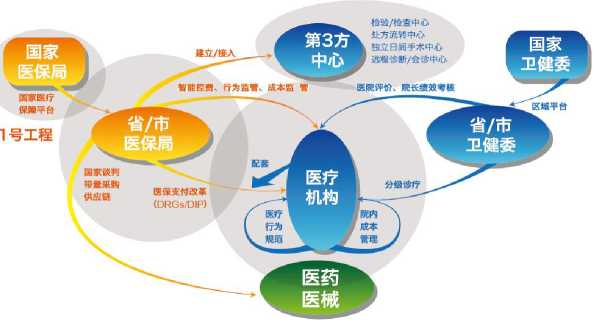 国家
医保局
国家医疗
保障平台
1号工程
建立/接入
第3方
中心
检验/检查中心
处方流转中心
独立日间手术中心
远程诊断/会诊中心
国家
卫健委
区域平台
智能控费、行为监管、成本监 管
医院评价、院长绩效考核
省/市
医保局
省/市
卫健委
国家谈判
带量采购
供应链
医保支付改革
(DRGs/DIP)
配套
医疗
机构
分级诊疗
医疗
行为
规范
院内
成本
管理
医药
医械